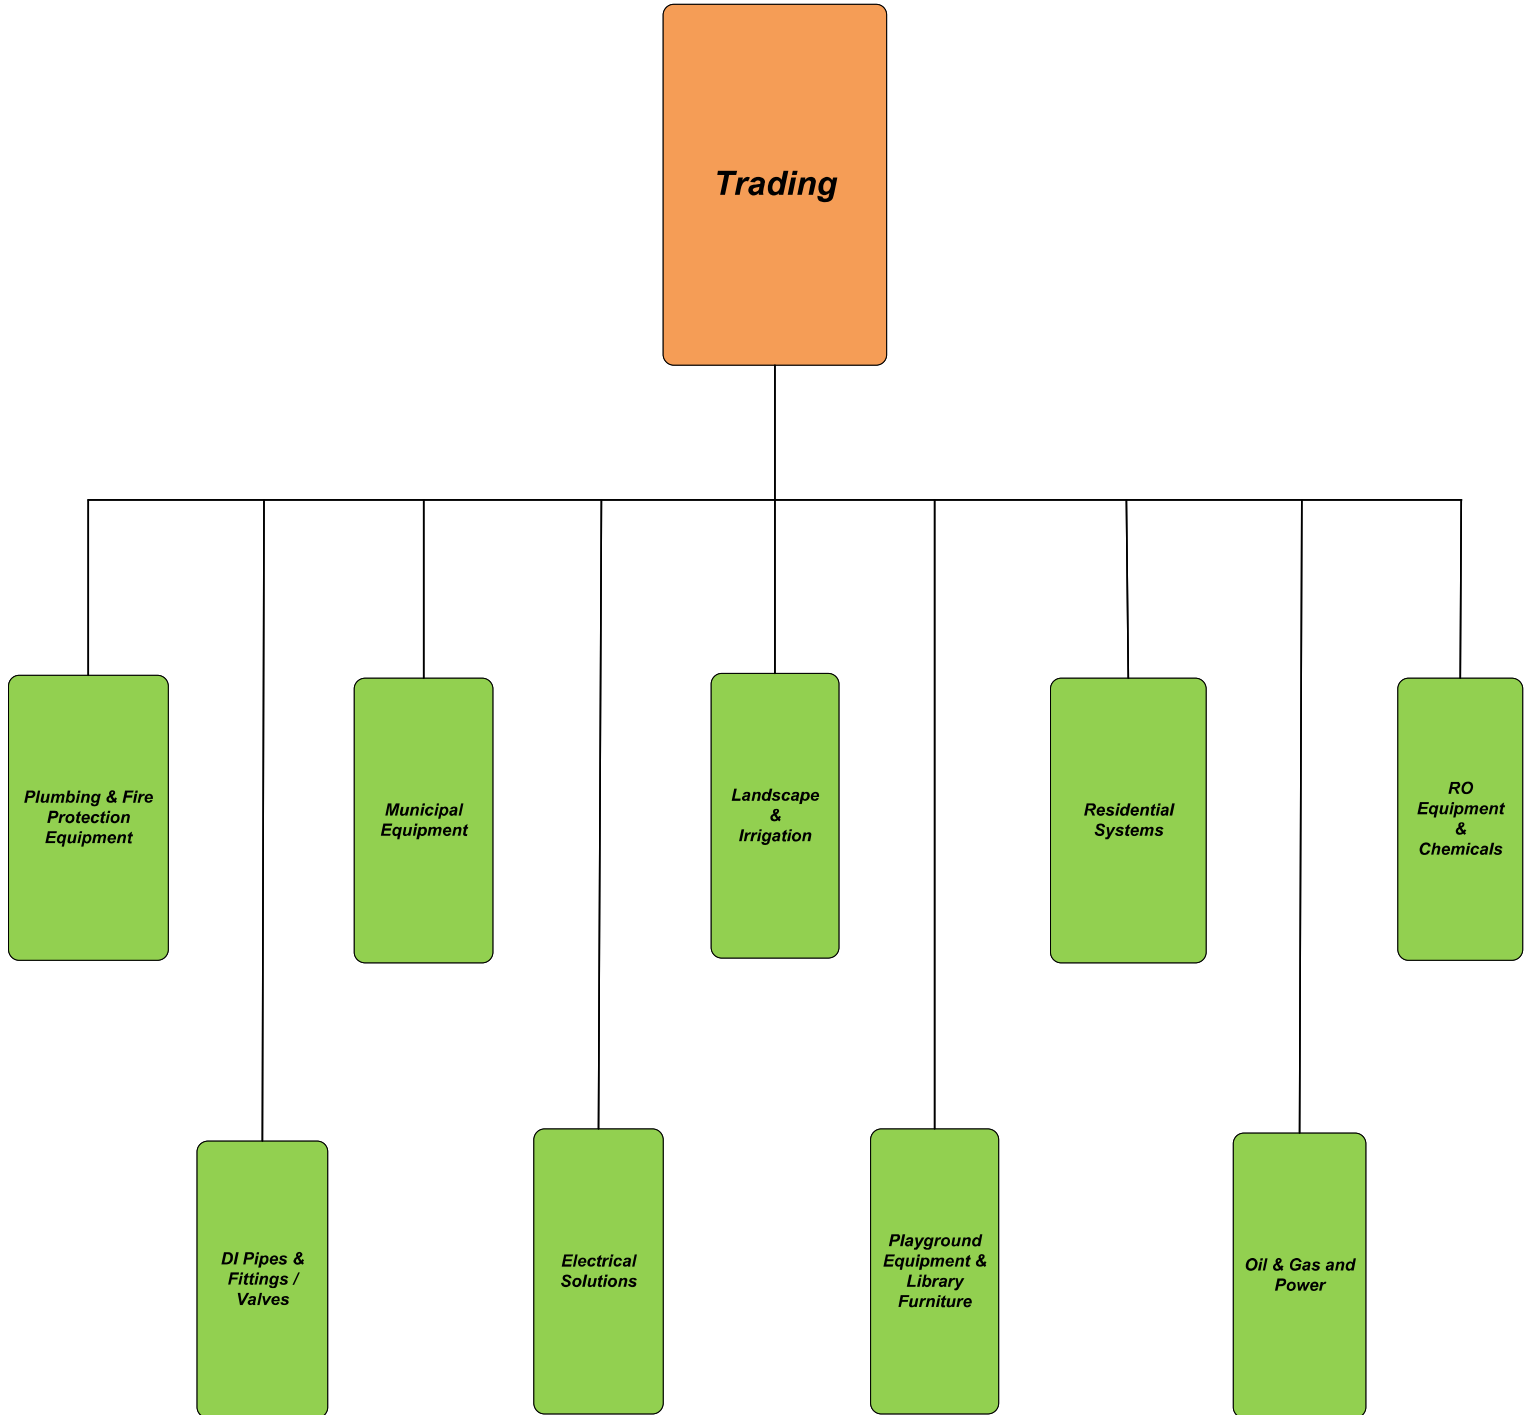 Trading
Plumbing & Fire
Protection
Equipment
Municipal
Equipment
Landscape
&
Irrigation
Residential
Systems
RO
Equipment
&
Chemicals
DI Pipes &
Fittings /
Valves
Electrical
Solutions
Playground
Equipment &
Library
Furniture
Oil & Gas and
Power